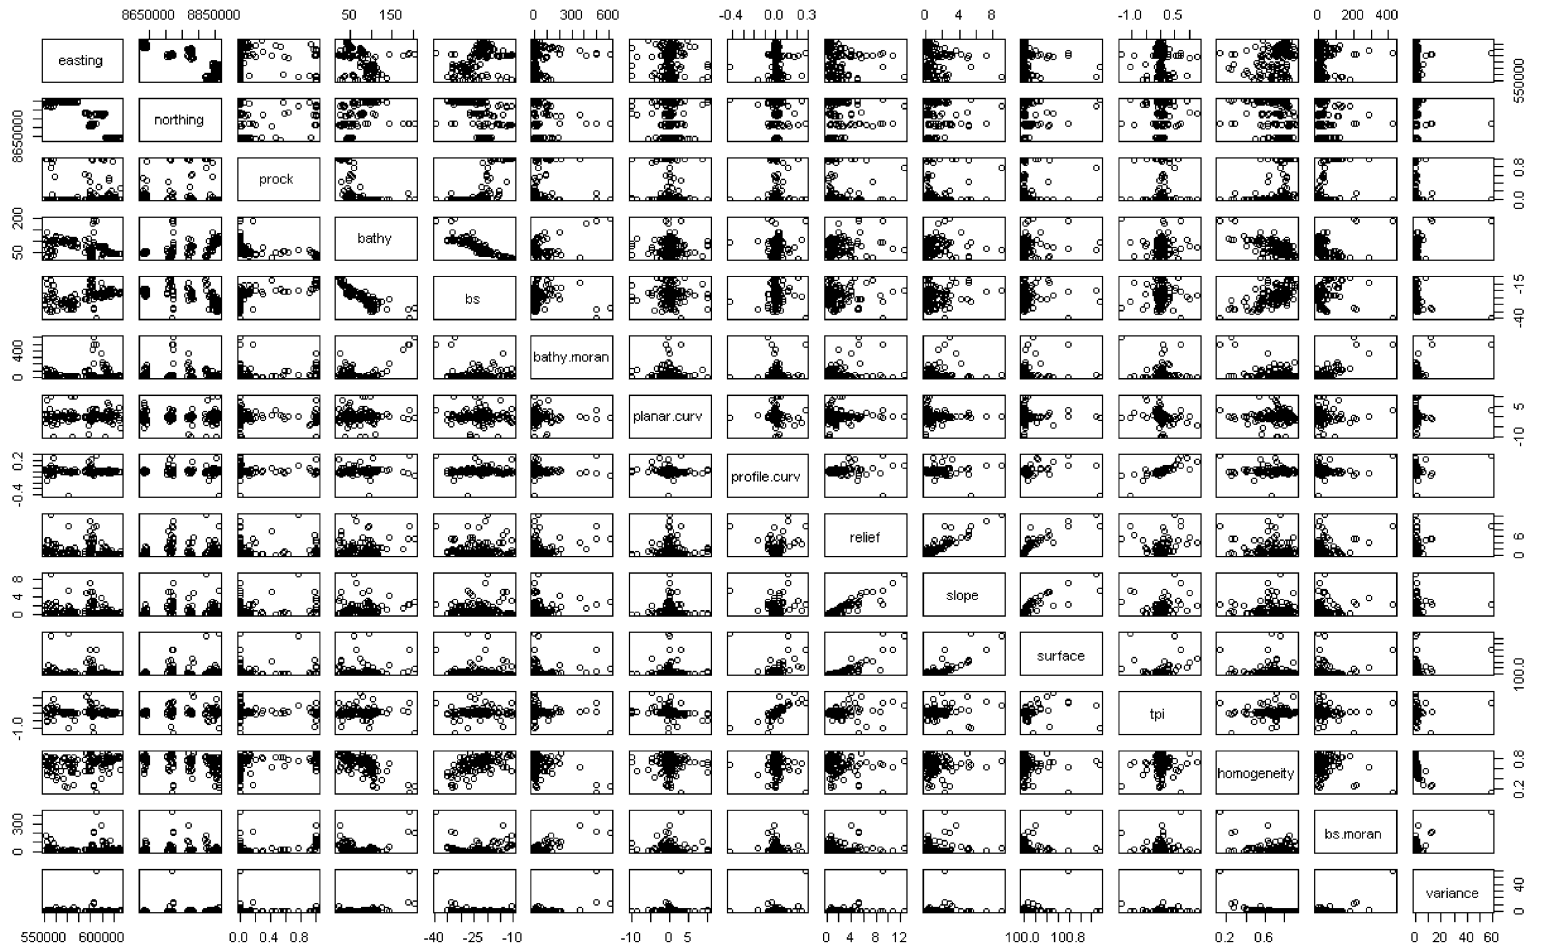 8650000 8850000 50 150 0 300 600 -0.4 0.0 0.3 0 4 8 -1.0 0.5 0 200 400
easting 550000
8650000 northing
prock 0.0 0.8
50 200 bathy
bs -40 -15
0 400 bathy.moran
planar.curv -10 5
-0.4 0.2 profile.curv
relief 0 6
0 4 8 slope
surface 100.0
-1.0 tpi
homogeneity 0.2 0.8
0 300 bs.moran
variance 0 40
550000 600000 0.0 0.4 0.8 -40 -20 -10 -10 0 5 0 4 8 12 100.0 100.8 0.2 0.6 0 20 40 60